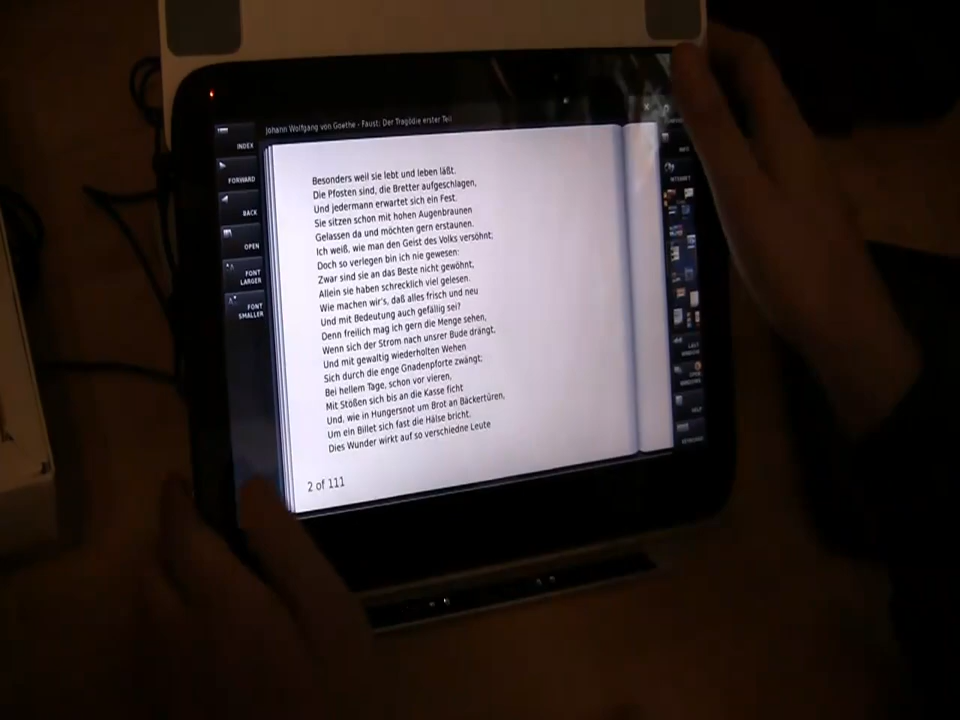 Johann Wolfgang von Goethe - Faust: Der Tragödie erster Teil
INDEX
FORWARD
BACK
OPEN
FONT
LARGER
FONT
SMALLER
Besonders weil sie lebt und leben läßt.
Die Pfosten sind, die Bretter aufgeschlagen,
Und jedermann erwartet sich ein Fest.
Sie sitzen schon mit hohen Augenbraunen
Gelassen da und möchten gern erstaunen.
Ich weiß, wie man den Geist des Volks versöhnt;
Doch so verlegen bin ich nie gewesen:
Zwar sind sie an das Beste nicht gewöhnt,
Allein sie haben schrecklich viel gelesen.
Wie machen wir's, daß alles frisch und neu
Und mit Bedeutung auch gefällig sei?
Denn freilich mag ich gern die Menge sehen,
Wenn sich der Strom nach unsrer Bude drängt,
Und mit gewaltig wiederholten Wehen
Sich durch die enge Gnadenpforte zwängt;
Bei hellem Tage, schon vor vieren,
Mit Stößen sich bis an die Kasse ficht
Und, wie in Hungersnot um Brot an Bäckertüren,
Um ein Billet sich fast die Hälse bricht.
Dies Wunder wirkt auf so verschiedne Leute
2 of 111
INFO
INTERNET
LAST
WINDOW
OPEN
WINDOWS
HELP
KEYBOARD